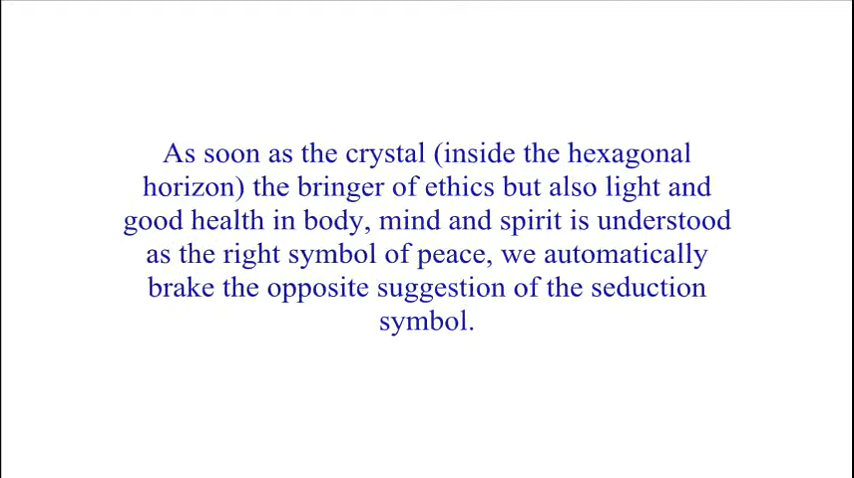 As soon as the crystal (inside the hexagonal
horizon) the bringer of ethics but also light and
good health in body, mind and spirit is understood
as the right symbol of peace, we automatically
brake the opposite suggestion of the seduction
symbol.